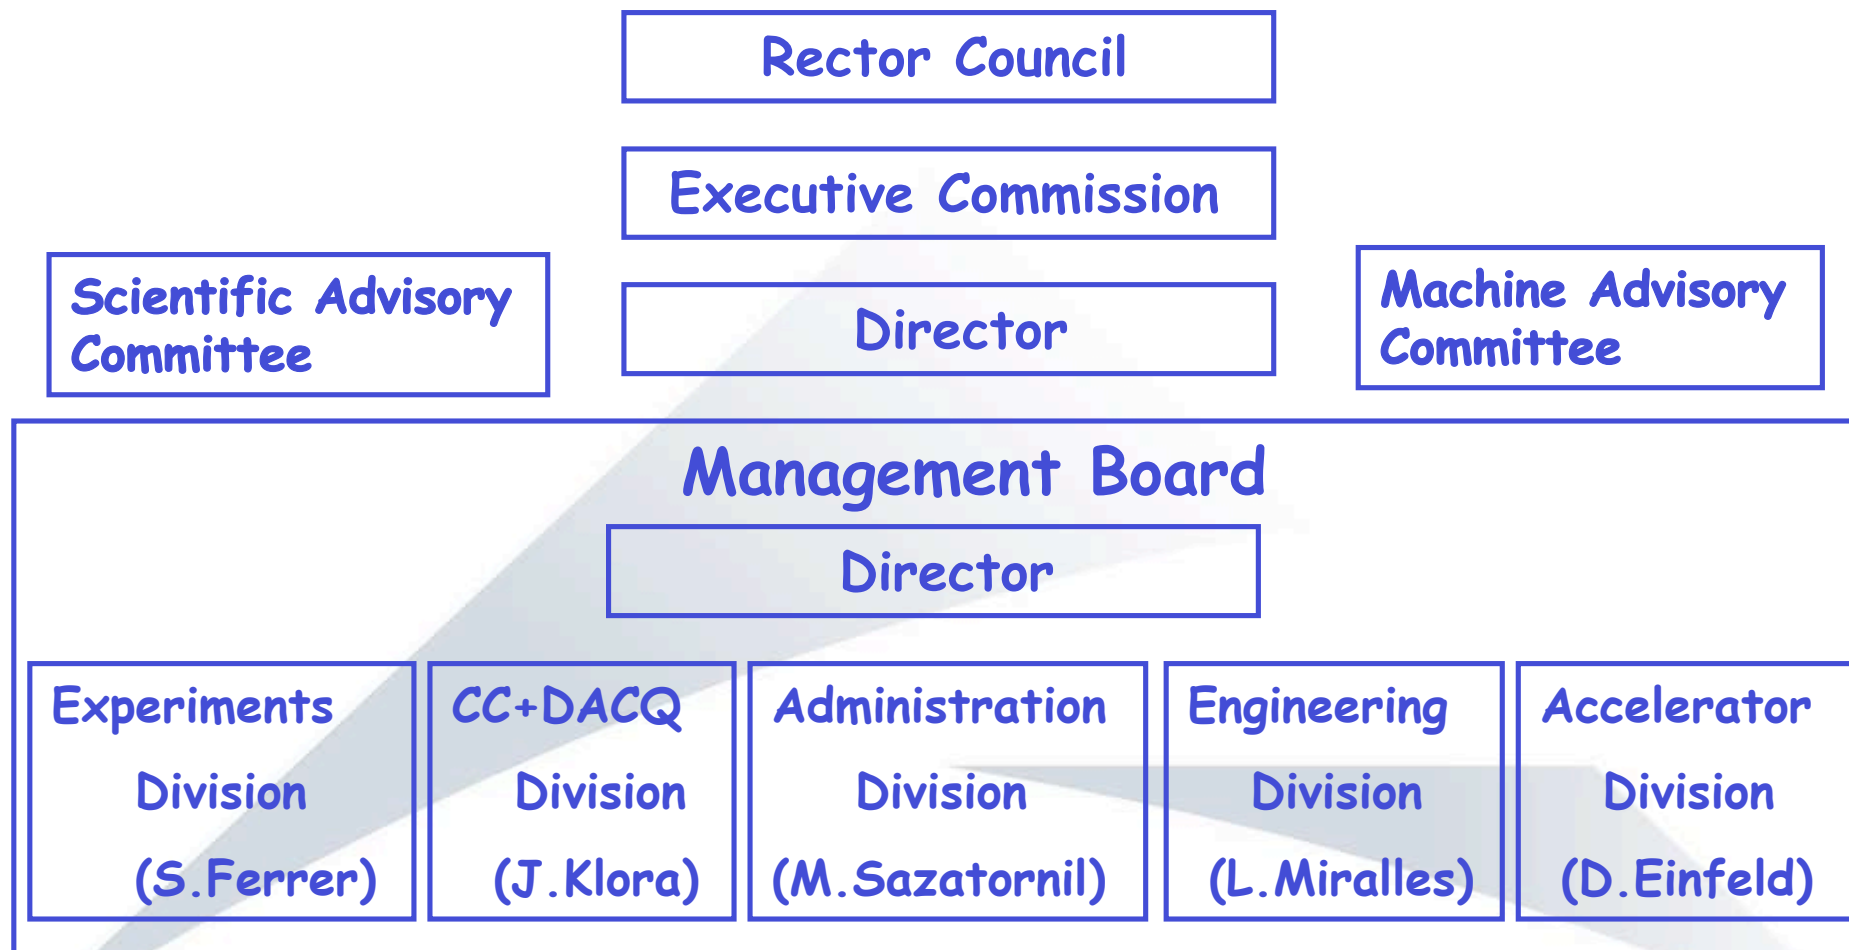 Rector Council
Executive Commission
Scientific Advisory
Committee
Director
Machine Advisory
Committee
Management Board
Director
Experiments
Division
(S.Ferrer)
CC+DACQ
Division
(J.Klora)
Administration
Division
(M.Sazatornil)
Engineering
Division
(L.Miralles)
Accelerator
Division
(D.Einfeld)